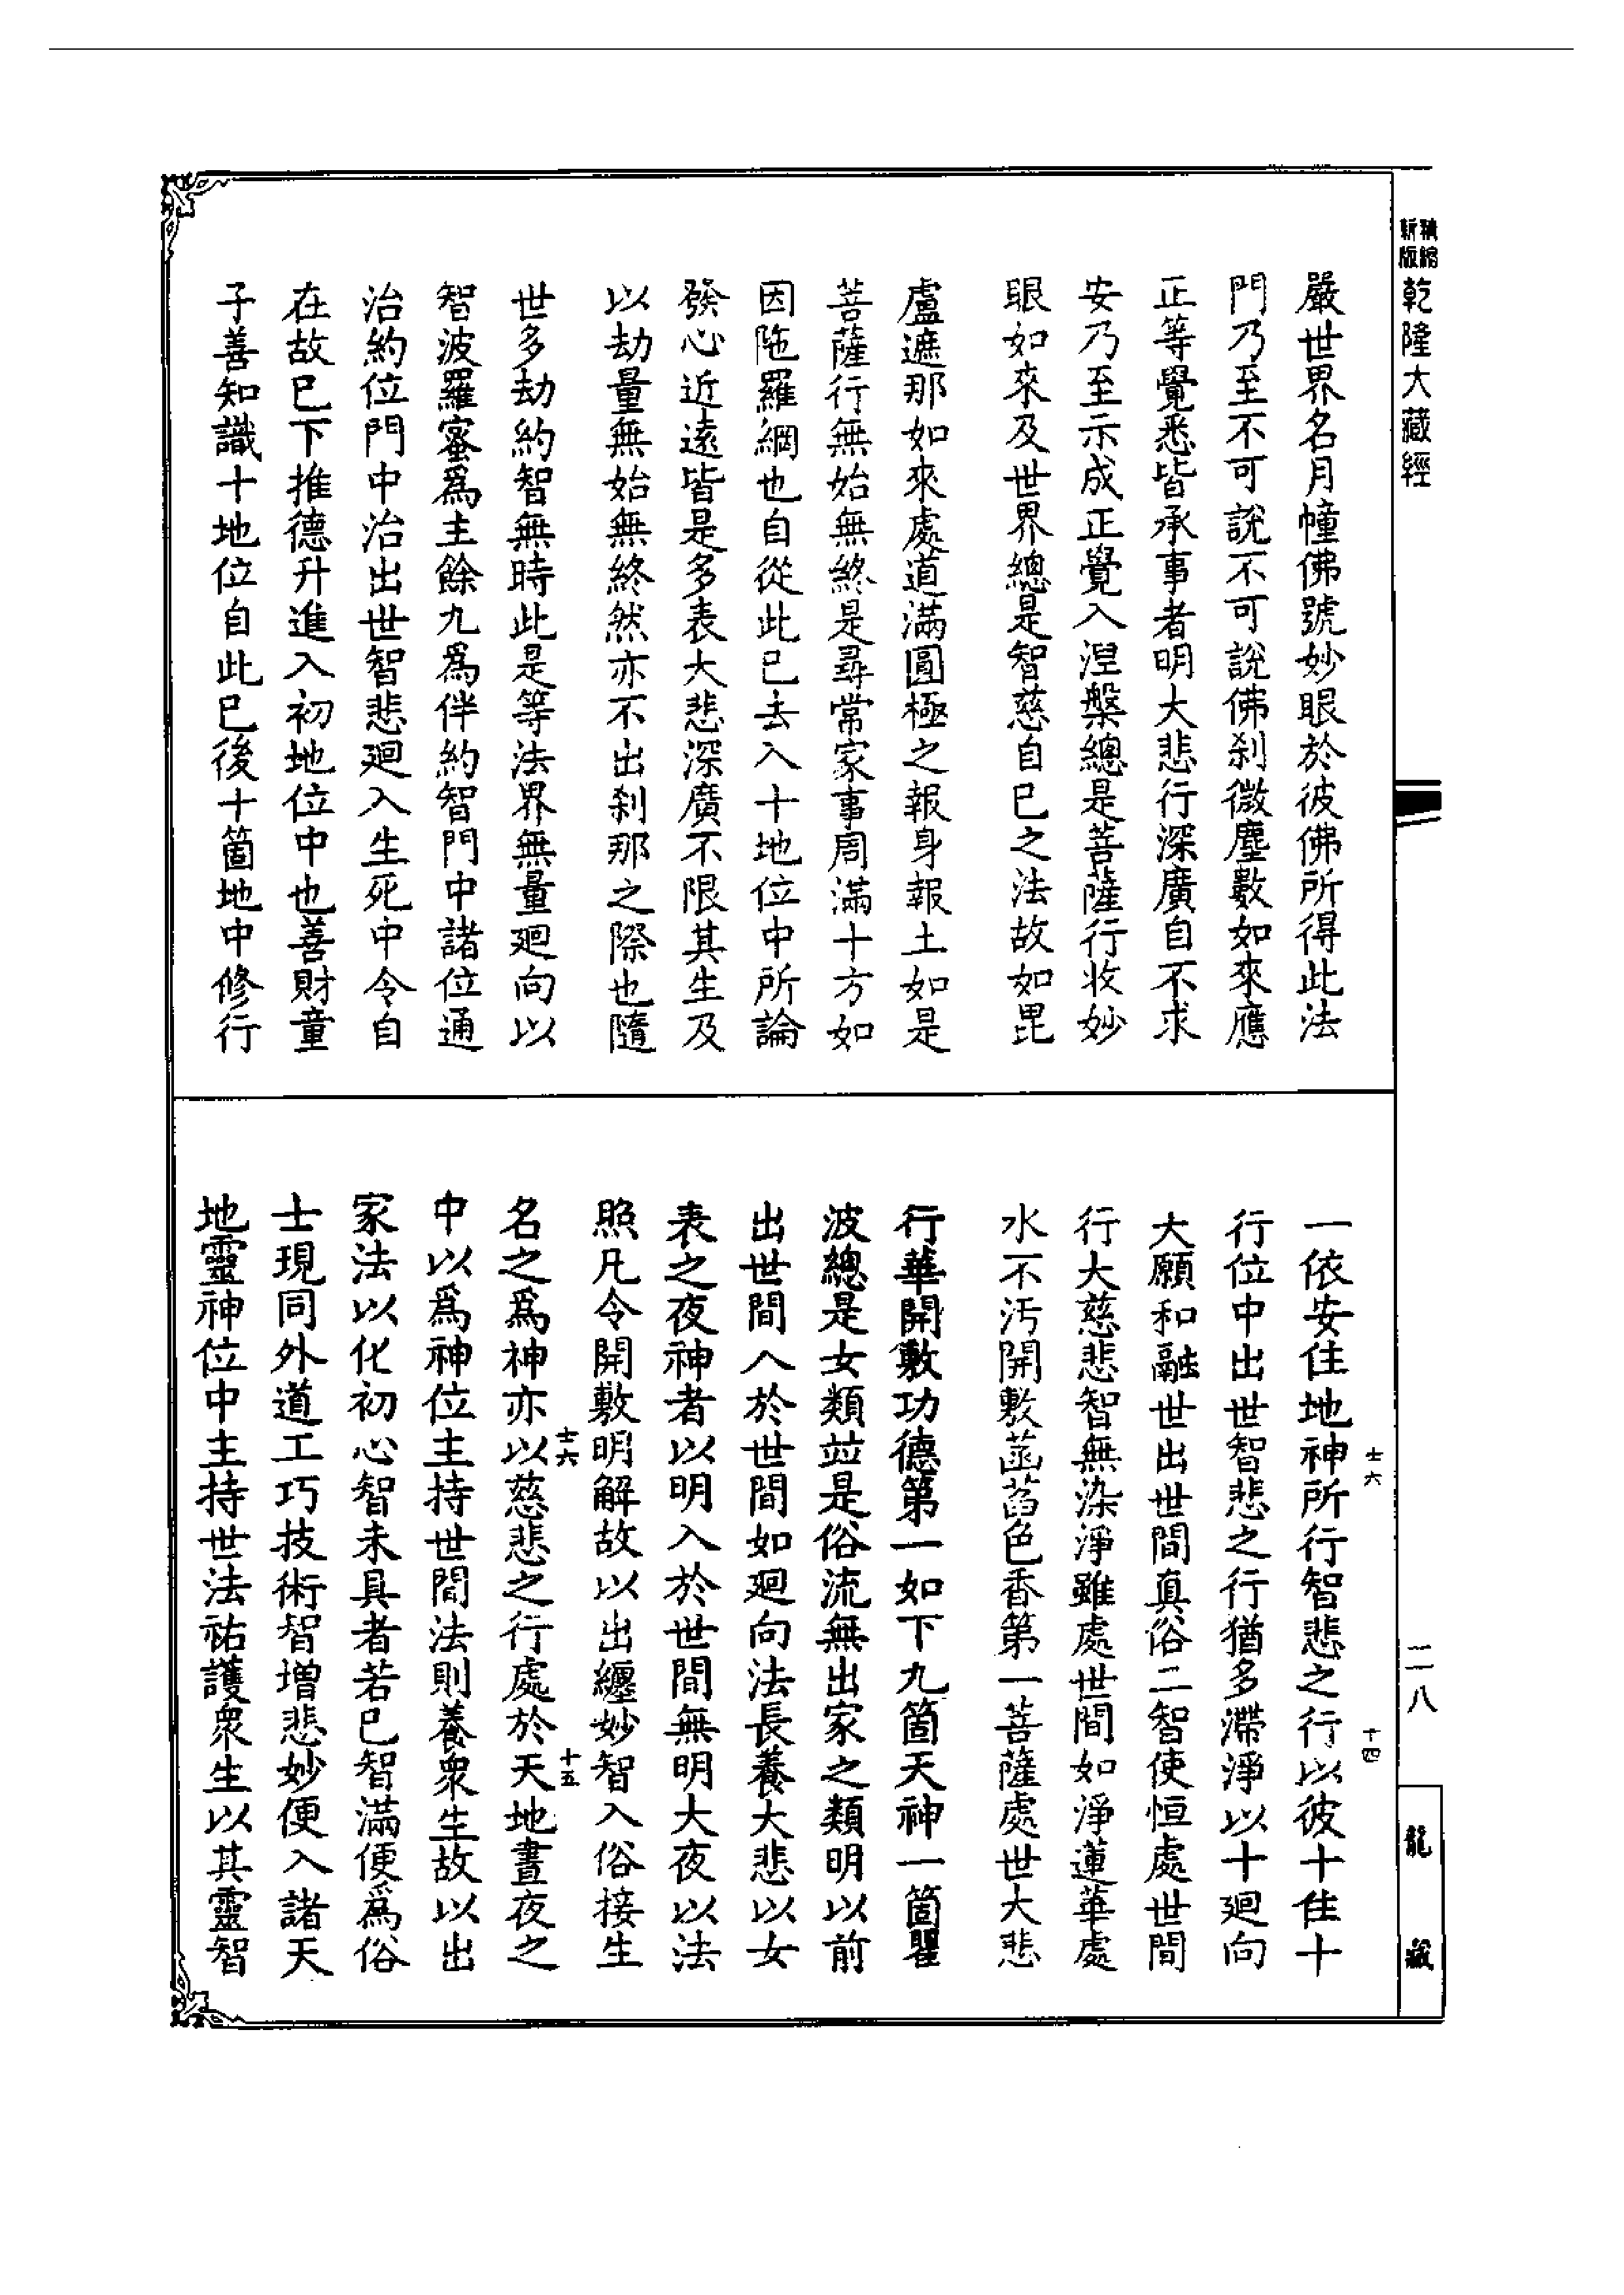 精縮新版乾隆大藏經
嚴世界名月幢佛號妙眼於彼佛所得此法
門乃至不可說不可說佛刹微塵數如來應
正等覺悉皆承事者明大悲行深廣自不求
安乃至示成正覺入涅槃總是菩薩行收妙
眼如來及世界總是智慈自巳之法故如毘
盧遮那如來處道滿圓極之報身報土如是
菩薩行無始無終是尋常家事周滿十方如
因陁羅網也自從此已去入十地位中所論
發心近遠皆是多表大悲深廣不限其生及
以劫量無始無終然亦不出刹那之際也隨
世多劫約智無時此是等法界無量廻向以
智波羅蜜爲主餘九爲伴約智門中諸位通
治約位門中治出世智悲廻入生死中令自
在故巳下推德升進入初地位中也善財童
子善知識十地位自此巳後十箇地中修行
一依安住地神所行智悲之行以彼十住十
行位中出世智悲之行猶多滯淨以十廻向
大願和融世出世間真俗二智使恒處世間
行大慈悲智無染淨雖處世間如淨蓮華處
水不汚開敷菡萏色香第一菩薩處世大悲
行華開敷功德第一如下九箇天神一箇瞿
波總是女類竝是俗流無出家之類明以前
出世間入於世間如廻向法長養大悲以女
表之夜神者以明入於世間無明大夜以法
照凡令開敷明解故以出纏妙智入俗接生
名之爲神亦以慈悲之行處於天地晝夜之
中以爲神位主持世間法則養衆生故以出
家法以化初心智未具者若巳智滿便爲俗
士現同外道工巧技術智增悲妙便入諸天
地靈神位中主持世法祐護衆生以其靈智
士六
十四
士六
十五
二八
龍藏